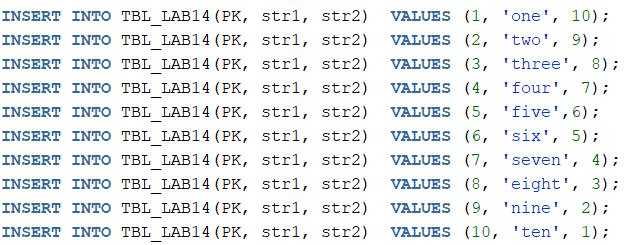 INSERT INTO TBL_LAB14(PK, str1, str2)  VALUES (1, 'one', 10);
INSERT INTO TBL_LAB14(PK, str1, str2)  VALUES (2, 'two', 9);
INSERT INTO TBL_LAB14(PK, str1, str2)  VALUES (3, 'three', 8);
INSERT INTO TBL_LAB14(PK, str1, str2)  VALUES (4, 'four', 7);
INSERT INTO TBL_LAB14(PK, str1, str2)  VALUES (5, 'five',6);
INSERT INTO TBL_LAB14(PK, str1, str2)  VALUES (6, 'six', 5);
INSERT INTO TBL_LAB14(PK, str1, str2)  VALUES (7, 'seven', 4);
INSERT INTO TBL_LAB14(PK, str1, str2)  VALUES (8, 'eight', 3);
INSERT INTO TBL_LAB14(PK, str1, str2)  VALUES (9, 'nine', 2);
INSERT INTO TBL_LAB14(PK, str1, str2)  VALUES (10, 'ten', 1);